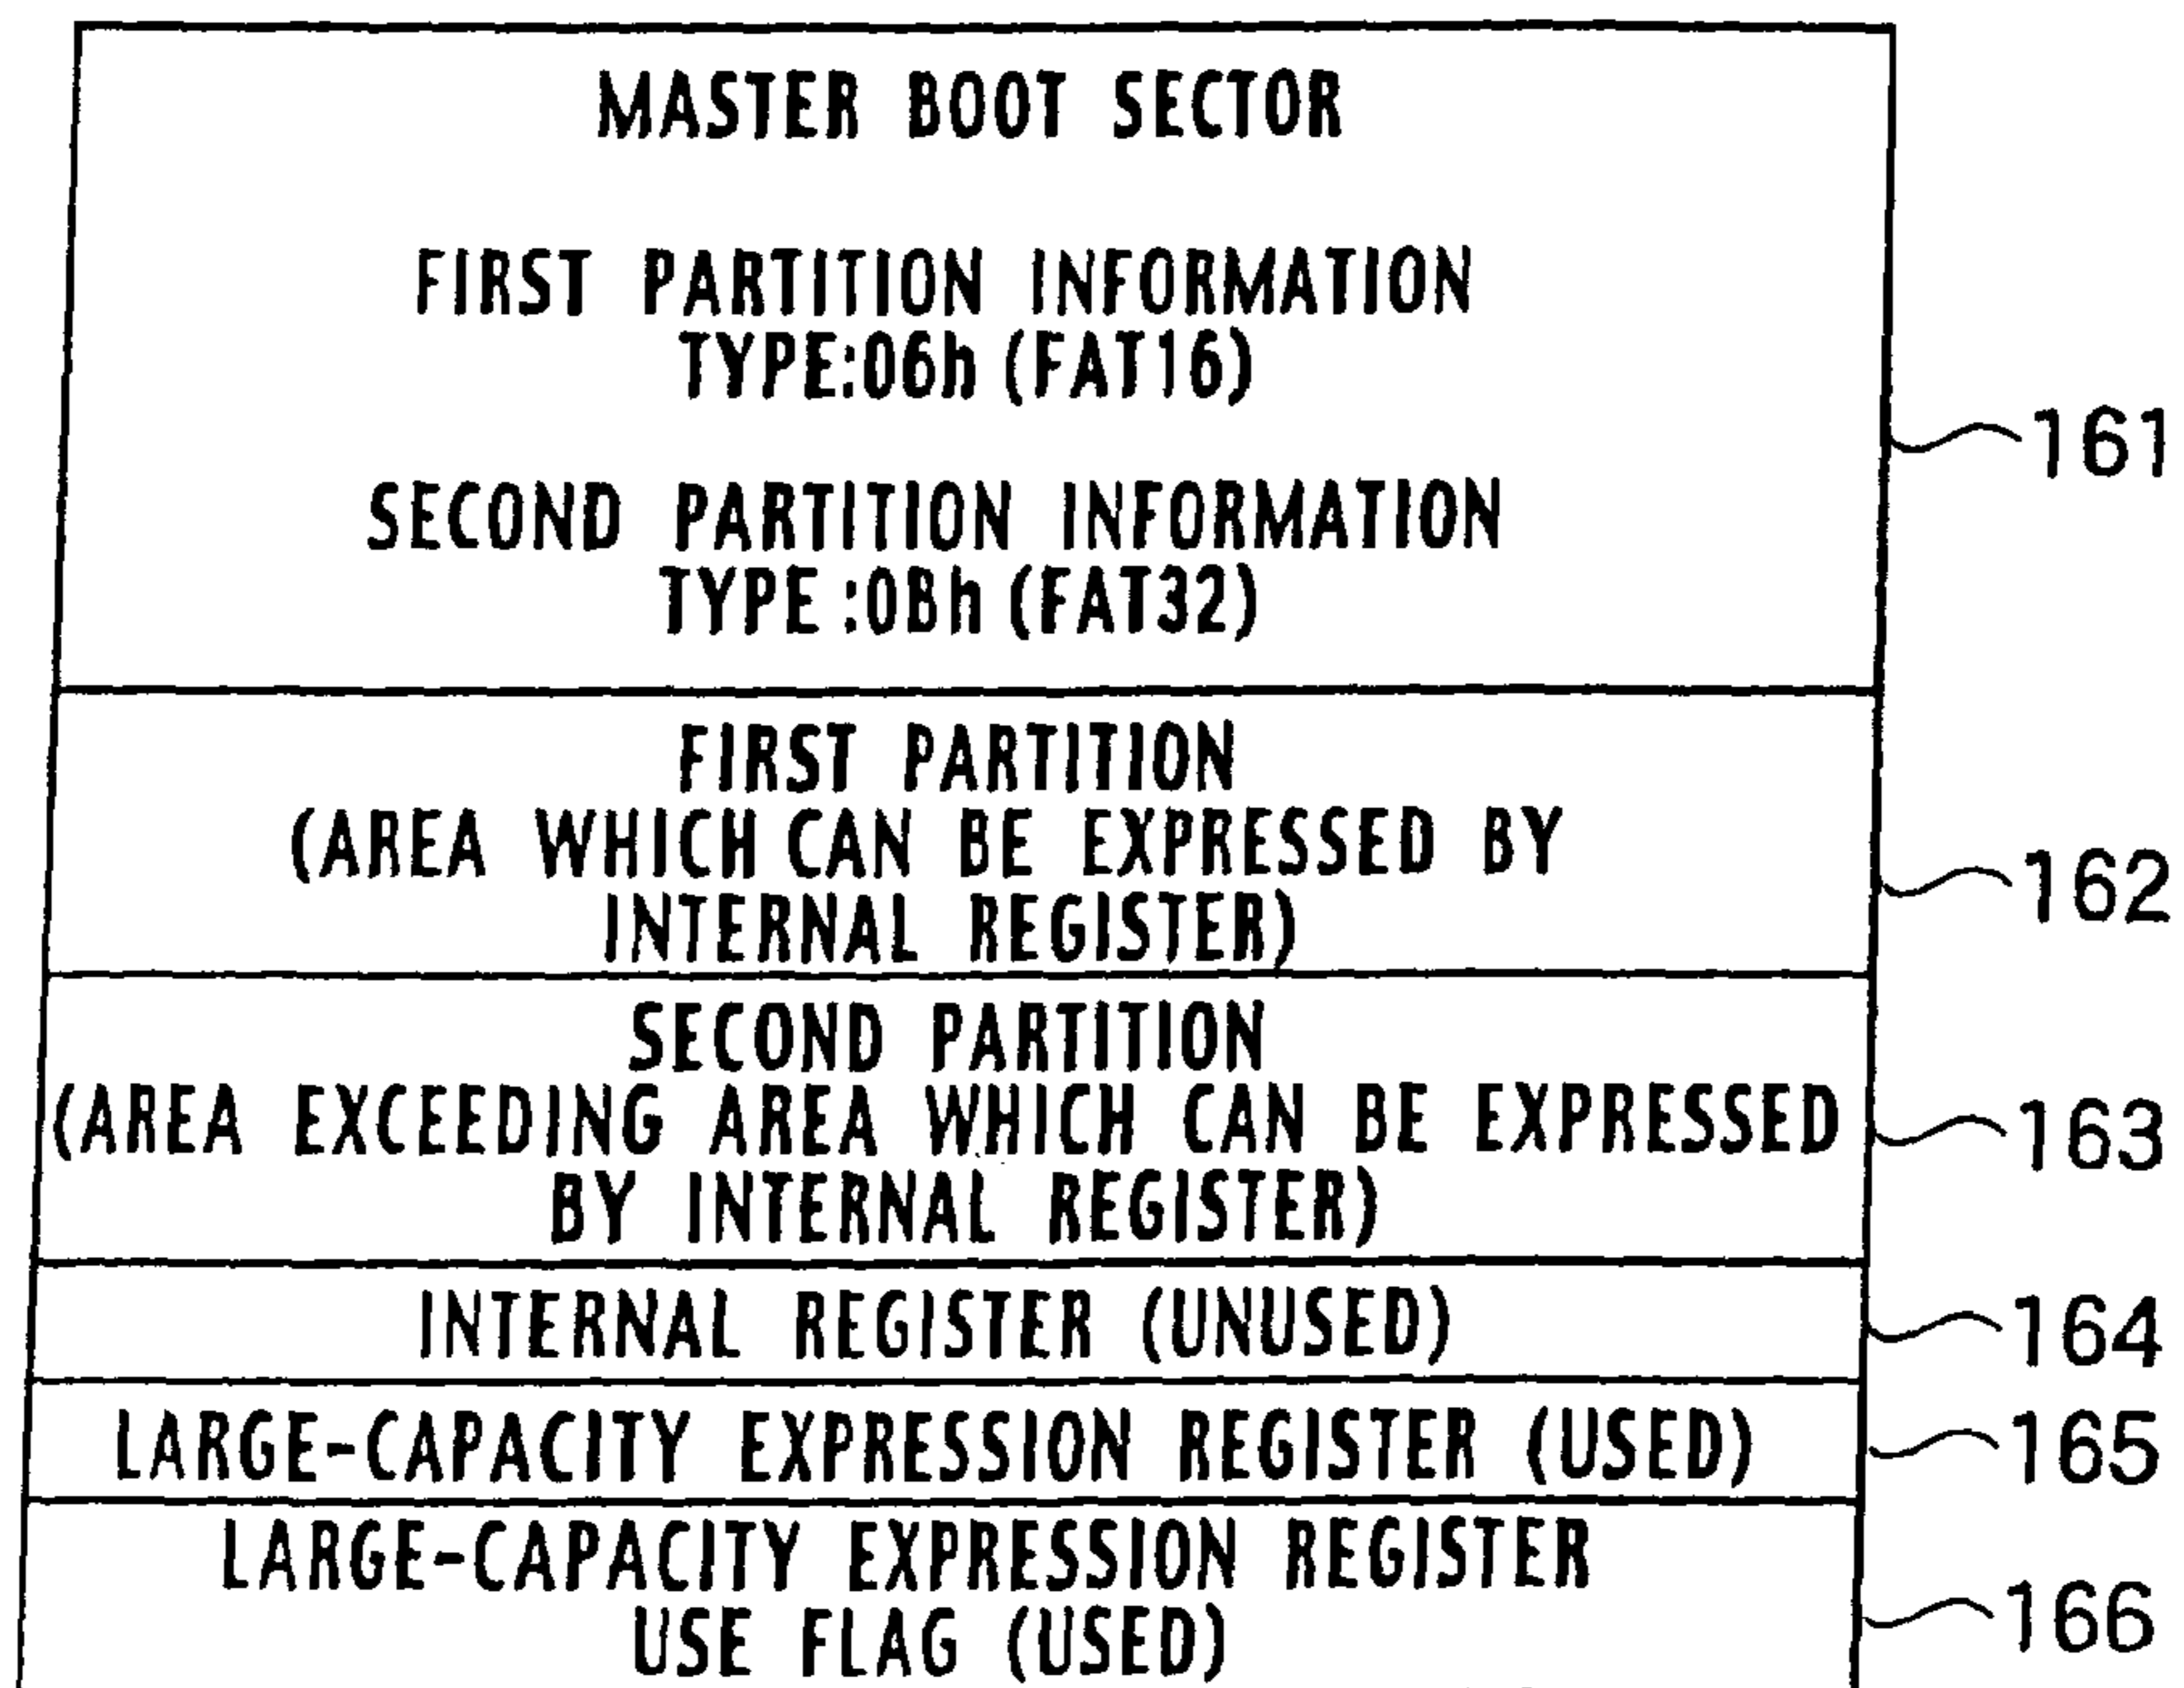 MASTER BOOT SECTOR
FIRST PARTITION INFORMATION
TYPE:06h (FAT16)
161
SECOND PARTITION INFORMATION
TYPE :0Bh (FAT32)
FIRST PARTITION
(AREA WHICH CAN BE EXPRESSED BY
162
INTERNAL REGISTER)
SECOND PARTITION
(AREA EXCEEDING AREA WHICH CAN BE EXPRESSED
163
BY INTERNAL REGISTER)
INTERNAL REGISTER (UNUSED)
164
LARGE-CAPACITY EXPRESSION REGISTER (USED)
165
LARGE-CAPACITY EXPRESSION REGISTER
166
USE FLAG (USED)